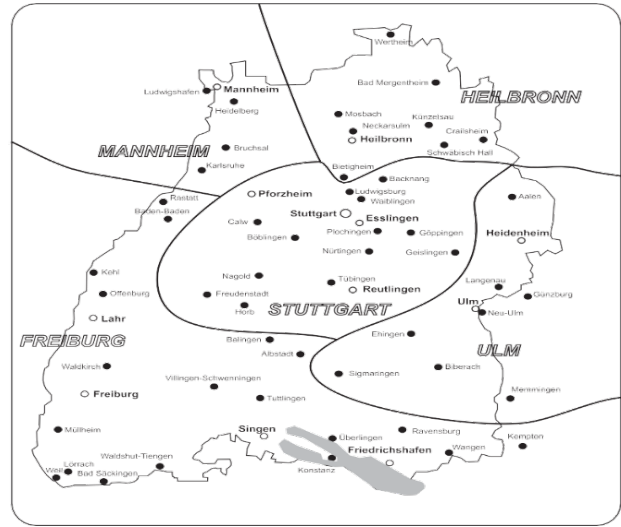 Wertheim
Bad Mergentheim
HEILBRONN
Ludwigshafen
Mannheim
Heidelberg
Mosbach
Neckarsulm
Künzelsau
Crailsheim
Heilbronn
Schwäbisch Hall
MANNHEIM
Bruchsal
Karlsruhe
Bietigheim
Backnang
Rastatt
Baden-Baden
Pforzheim
Ludwigsburg
Waiblingen
Aalen
Stuttgart
Esslingen
Calw
Böblingen
Plochingen
Göppingen
Heidenheim
Nürtingen
Geislingen
Kehl
Offenburg
Nagold
Tübingen
Reutlingen
Langenau
Günzburg
Freudenstadt
Horb
STUTTGART
Ulm
Neu-Ulm
Lahr
FREIBURG
Balingen
Ehingen
ULM
Albstadt
Waldkirch
Sigmaringen
Biberach
Villingen-Schwenningen
Freiburg
Tuttlingen
Memmingen
Müllheim
Singen
Überlingen
Ravensburg
Kempten
Friedrichshafen
Wangen
Waldshut-Tiengen
Lörrach
Weil
Bad Säckingen
Konstanz